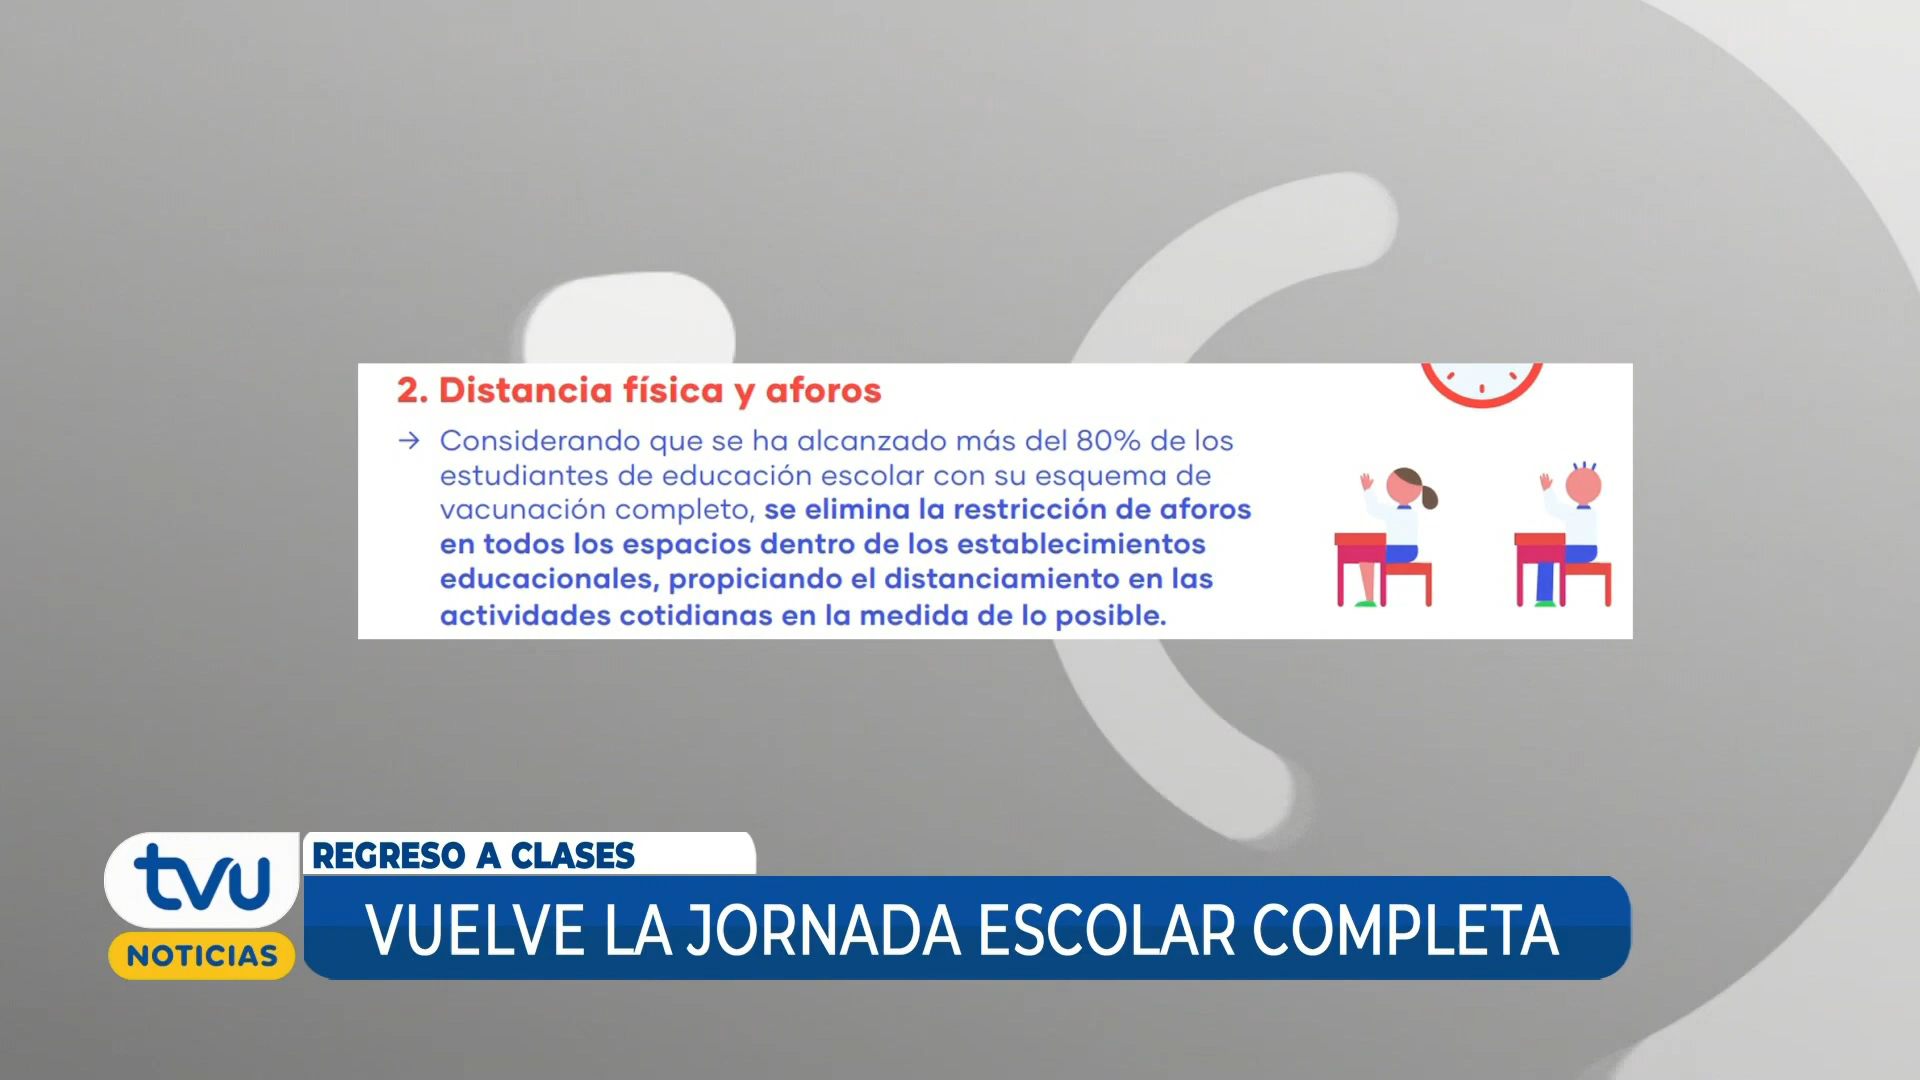 2. Distancia física y aforos
→ Considerando que se ha alcanzado más del 80% de los
estudiantes de educación escolar con su esquema de
vacunación completo, se elimina la restricción de aforos
en todos los espacios dentro de los establecimientos
educacionales, propiciando el distanciamiento en las
actividades cotidianas en la medida de lo posible.
tvu
NOTICIAS
REGRESO A CLASES
VUELVE LA JORNADA ESCOLAR COMPLETA